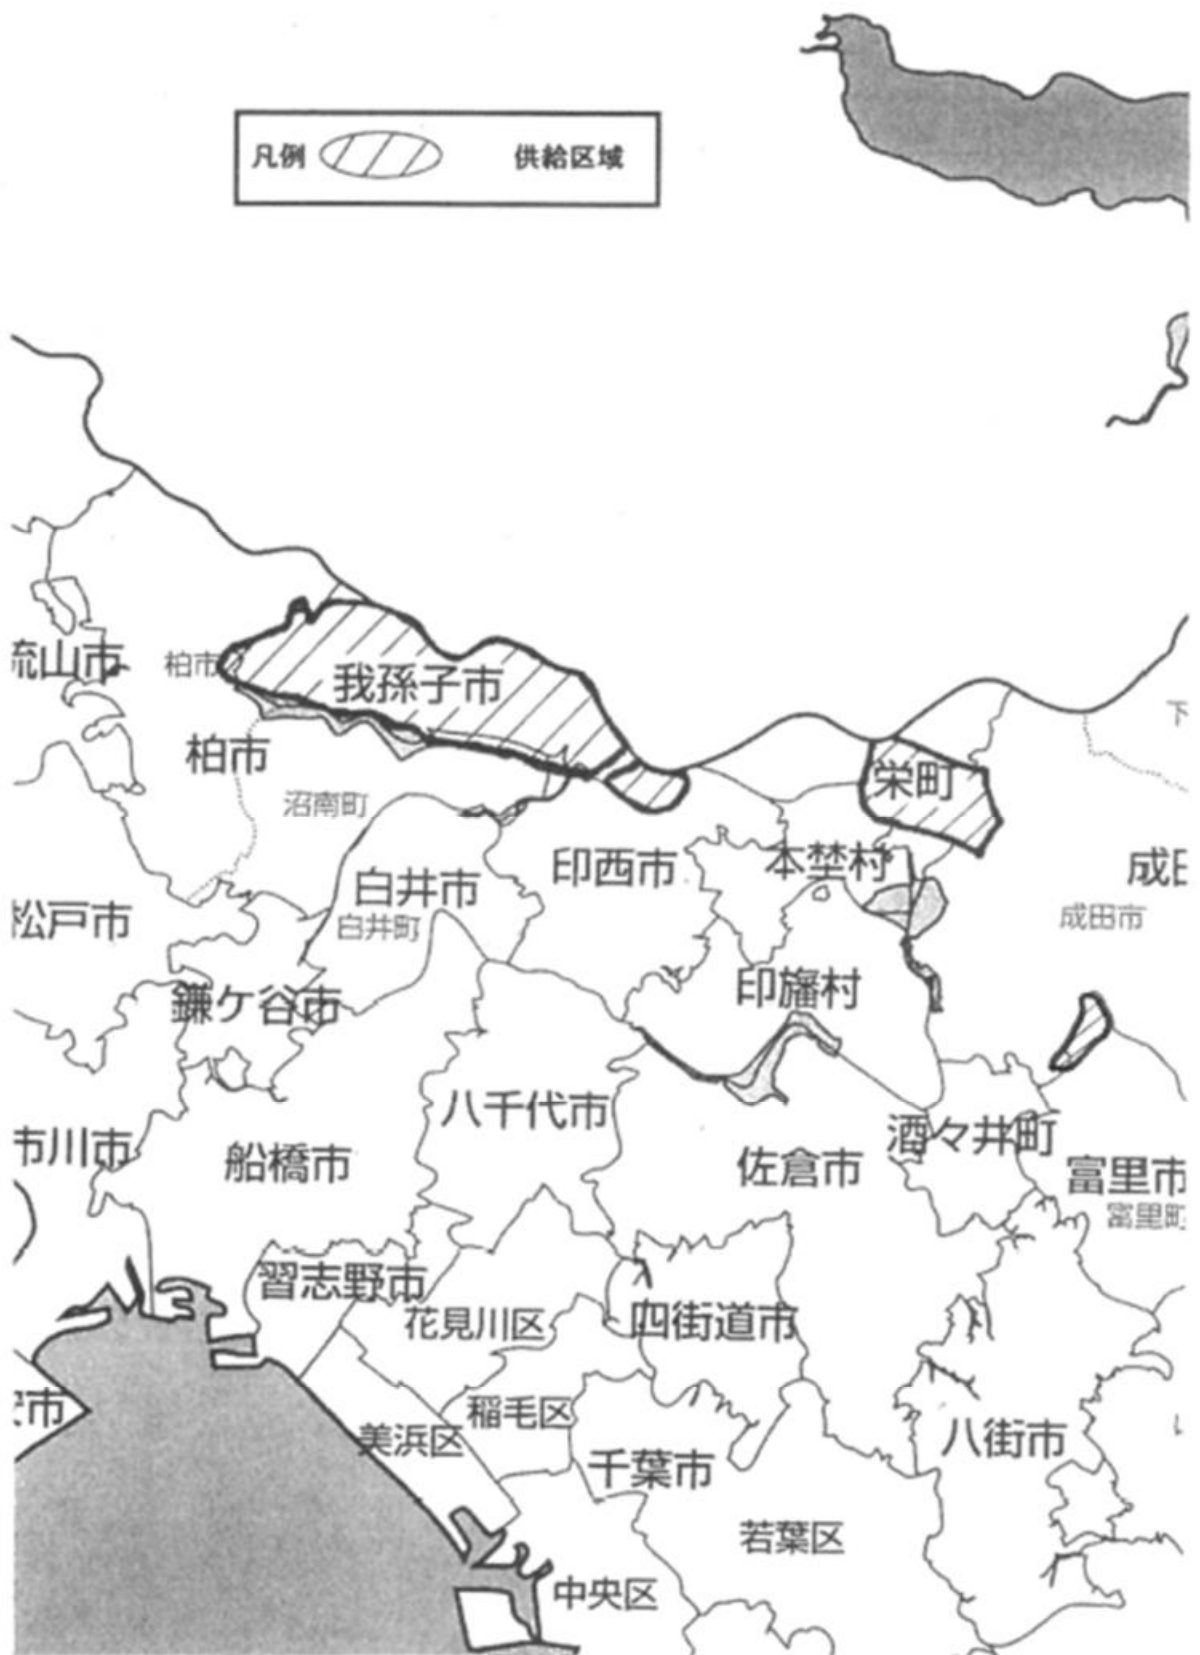 凡例 供給区域
流山市
柏市
我孫子市
下
柏市
栄町
沼南町
印西市
本埜村
白井市
白井町
松戸市
成田市
印旛村
鎌ケ谷市
八千代市
市川市
船橋市
酒々井町
佐倉市
富里市
富里町
習志野市
花見川区
四街道市
稲毛区
美浜区
八街市
千葉市
若葉区
中央区